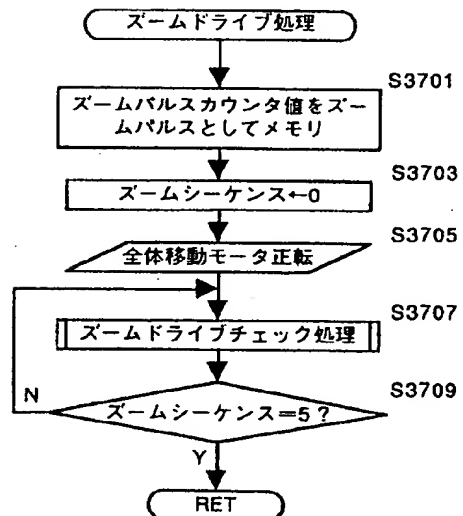 ズームドライブ処理
S3701
ズームパルスカウンタ値をズー
ムパルスとしてメモリ
S3703
ズームシーケンス←0
S3705
全体移動モータ正転
S3707
ズームドライブチェック処理
S3709
N
ズームシーケンス=5?
Y
RET